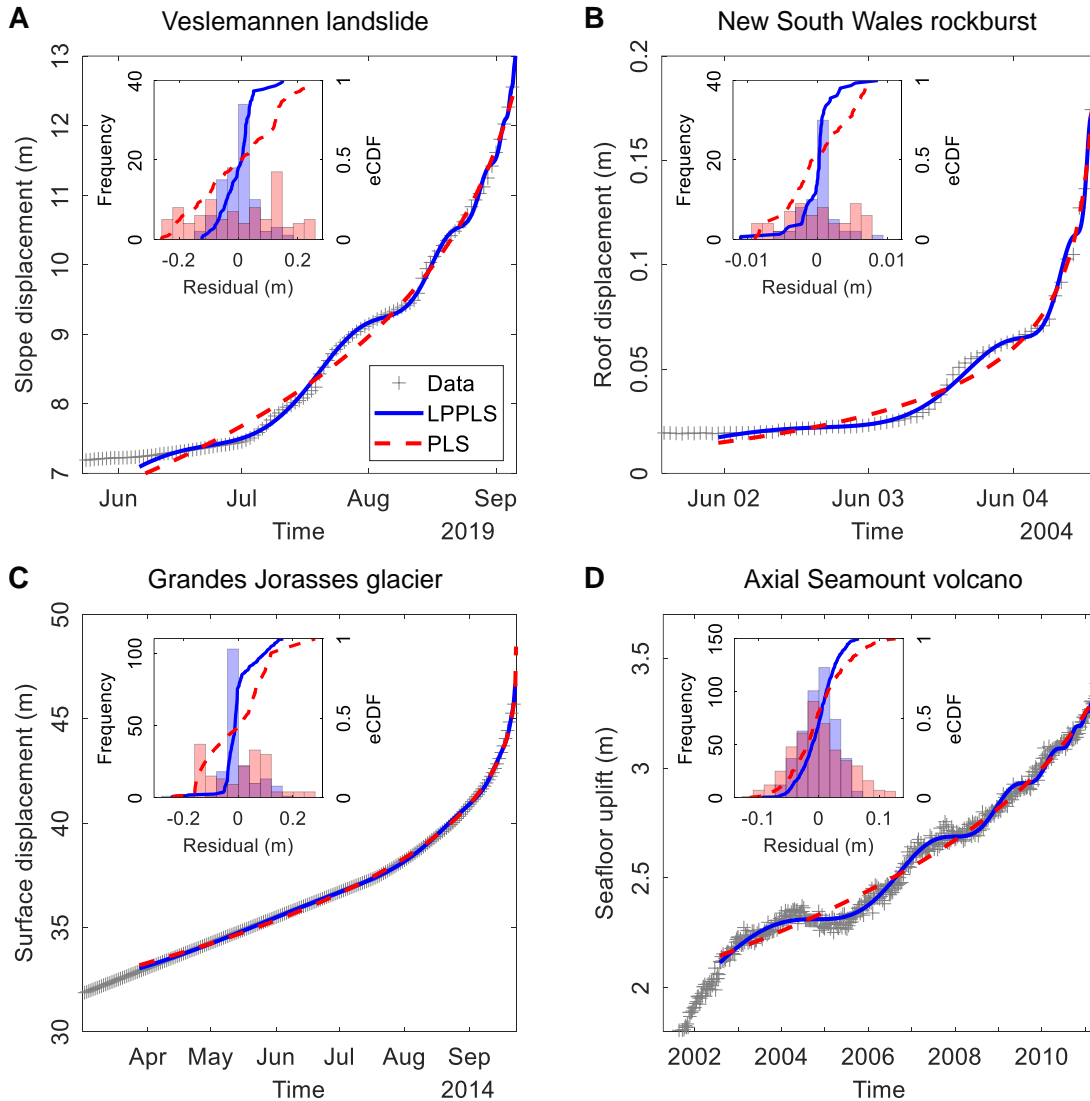 A
Veslemannen landslide
Slope displacement (m)
13
12
11
10
9
8
7
Jun
Jul
Aug
Sep
Time
2019
Frequency
40
20
0
eCDF
1
0.5
0
-0.2
0
0.2
Residual (m)
Data
LPPLS
PLS
B
New South Wales rockburst
Roof displacement (m)
0.2
0.15
0.1
0.05
0
Jun 02
Jun 03
Jun 04
Time
2004
Frequency
40
20
0
eCDF
1
0.5
0
-0.01
0
0.01
Residual (m)
C
Grandes Jorasses glacier
Surface displacement (m)
50
45
40
35
30
Apr
May
Jun
Jul
Aug
Sep
Time
2014
Frequency
100
50
0
eCDF
1
0.5
0
-0.2
0
0.2
Residual (m)
D
Axial Seamount volcano
Seafloor uplift (m)
3.5
3
2.5
2
2002
2004
2006
2008
2010
Time
Frequency
150
100
50
0
eCDF
1
0.5
0
-0.1
0
0.1
Residual (m)